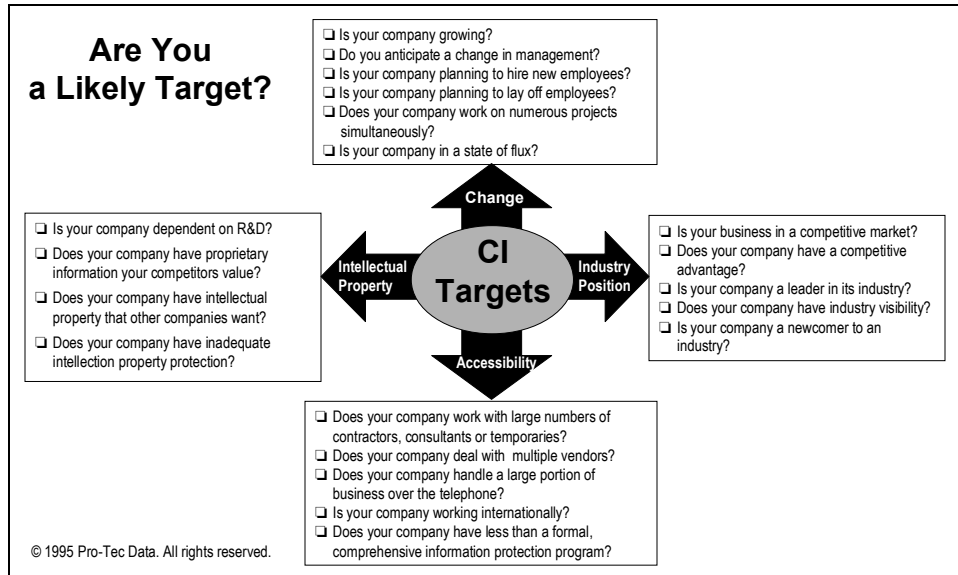 Are You
a Likely Target?
❏ Is your company growing?
❏ Do you anticipate a change in management?
❏ Is your company planning to hire new employees?
❏ Is your company planning to lay off employees?
❏ Does your company work on numerous projects
simultaneously?
❏ Is your company in a state of flux?
Change
❏ Is your company dependent on R&D?
❏ Does your company have proprietary
information your competitors value?
❏ Does your company have intellectual
property that other companies want?
❏ Does your company have inadequate
intellection property protection?
Intellectual
Property
CI
Targets
Industry
Position
❏ Is your business in a competitive market?
❏ Does your company have a competitive
advantage?
❏ Is your company a leader in its industry?
❏ Does your company have industry visibility?
❏ Is your company a newcomer to an
industry?
Accessibility
❏ Does your company work with large numbers of
contractors, consultants or temporaries?
❏ Does your company deal with multiple vendors?
❏ Does your company handle a large portion of
business over the telephone?
❏ Is your company working internationally?
❏ Does your company have less than a formal,
comprehensive information protection program?
© 1995 Pro-Tec Data. All rights reserved.